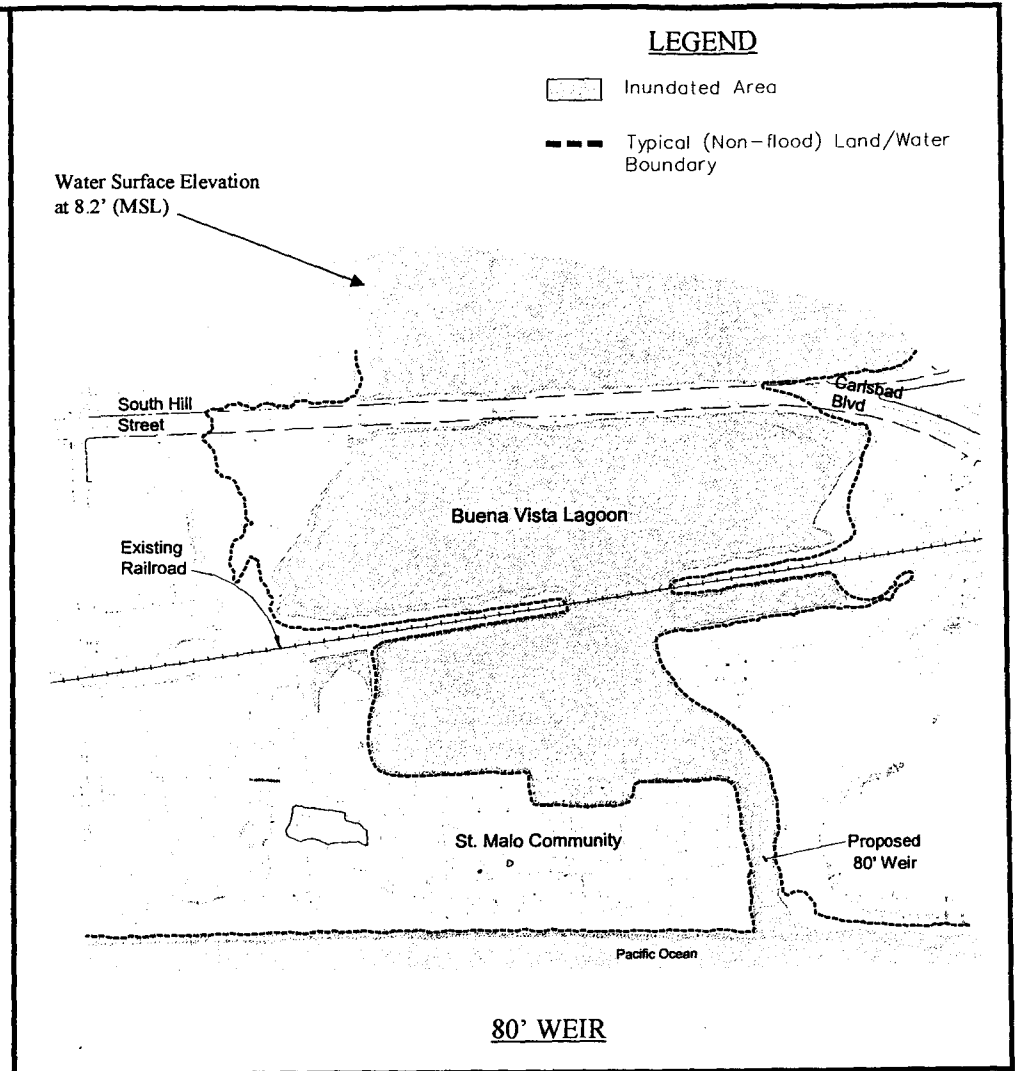 LEGEND
Inundated Area
Typical (Non-flood) Land/Water
Boundary
Water Surface Elevation
at 8.2' (MSL)
South Hill
Street
Carlsbad
Blvd
Buena Vista Lagoon
Existing
Railroad
St. Malo Community
Proposed
80' Weir
Pacific Ocean
80' WEIR